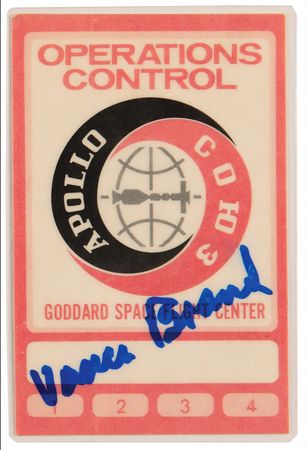 OPERATIONS
CONTROL
APOLLO
СОЮЗ
GODDARD SPACE FLIGHT CENTER
Vance Brand
1 2 3 4